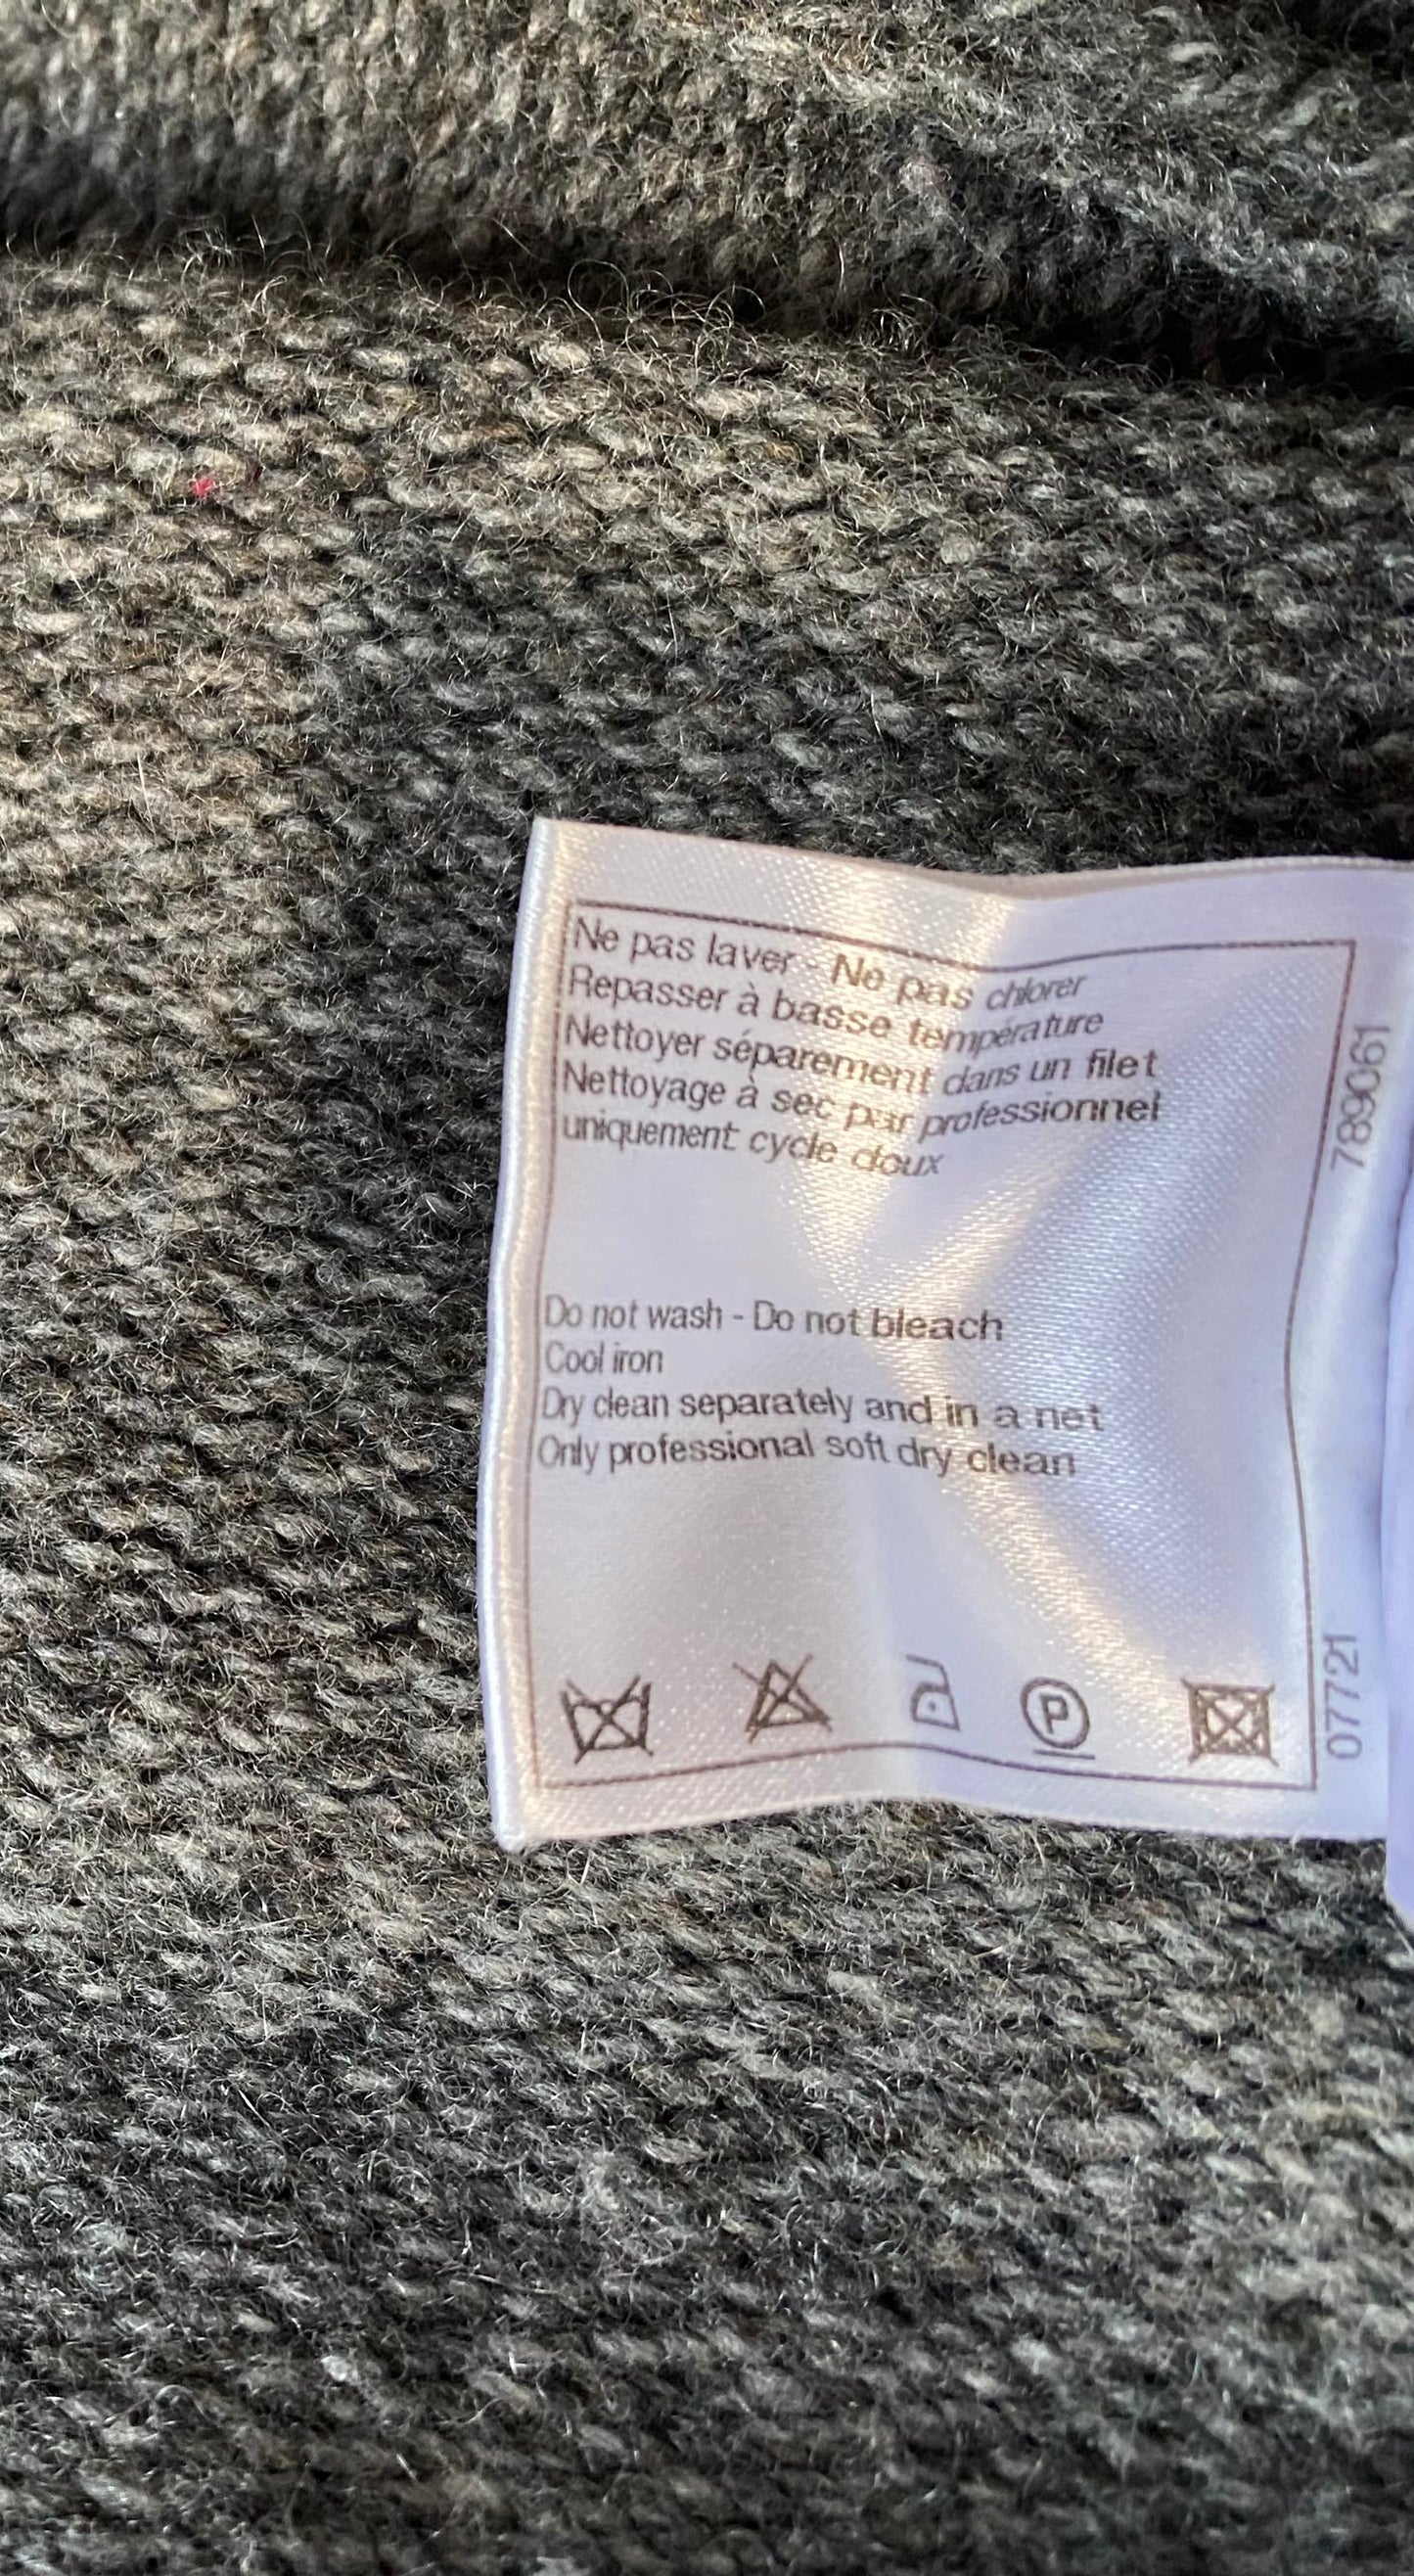 Ne pas laver - Ne pas chlorer
Repasser à basse température
Nettoyer séparement dans un filet
Nettoyage à sec par professionnel
uniquement cycle doux
Do not wash - Do not bleach
Cool iron
Dry clean separately and in a net
Only professional soft dry clean
P
789061
07721